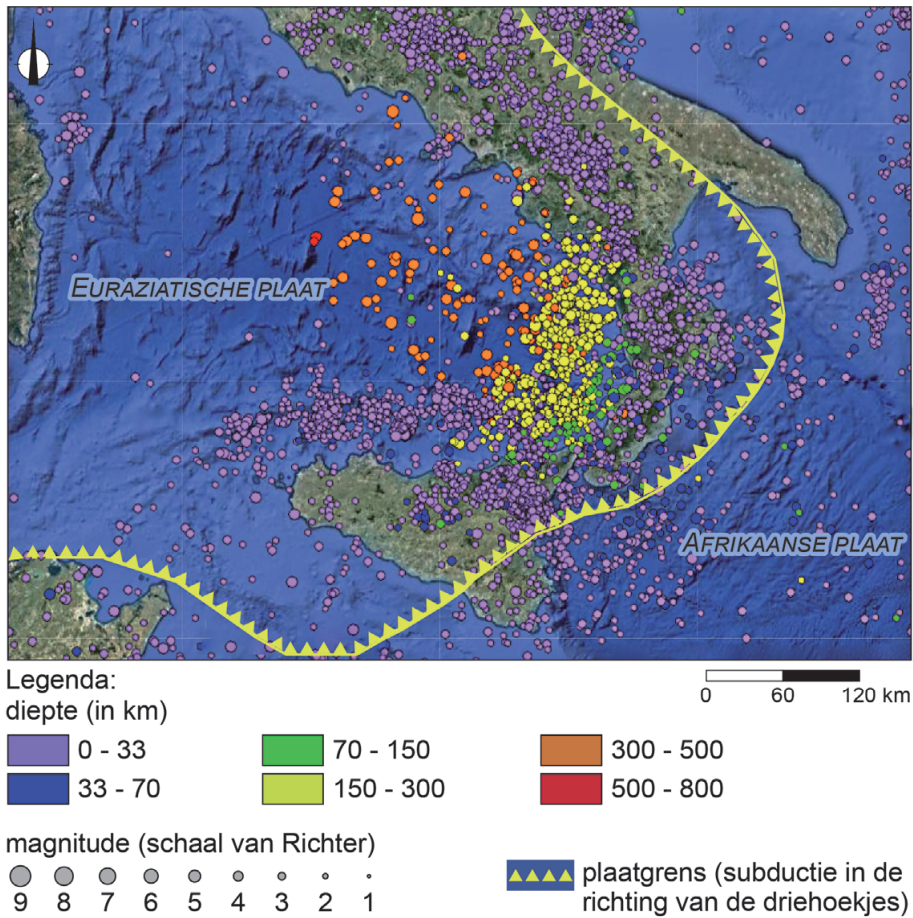 EURAZIATISCHE PLAAT
AFRIKAANSE PLAAT
Legenda:
diepte (in km)
0 - 33
70 - 150
300 - 500
33 - 70
150 - 300
500 - 800
0 60 120 km
magnitude (schaal van Richter)
9 8 7 6 5 4 3 2 1
plaatgrens (subductie in de
richting van de driehoekjes)